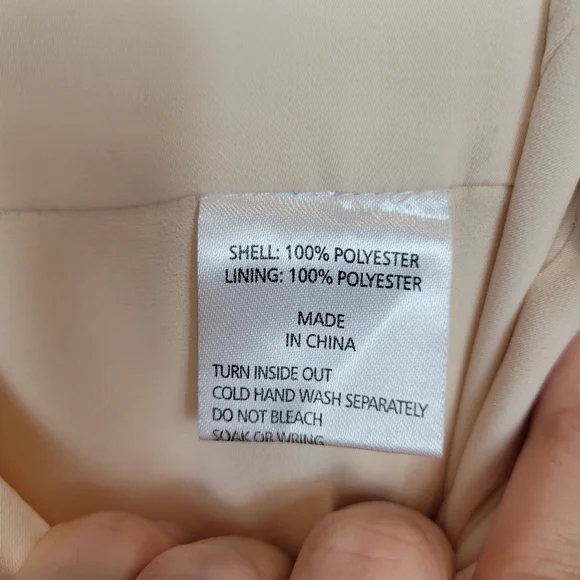 SHELL: 100% POLYESTER
LINING: 100% POLYESTER
MADE
IN CHINA
TURN INSIDE OUT
COLD HAND WASH SEPARATELY
DO NOT BLEACH
SOAK OR WRING